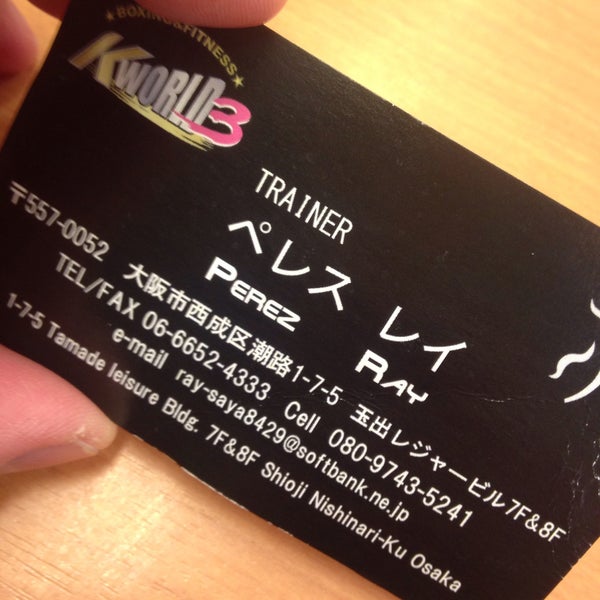 ★BOXING&FITNESS★
K WORLD 3
TRAINER
ペレス レイ
PEREZ RAY
〒557-0052 大阪市西成区潮路1-7-5 玉出レジャービル7F&8F
TEL/FAX 06-6652-4333 Cell 080-9743-5241
e-mail ray-saya8429@softbank.ne.jp
1-7-5 Tamade leisure Bldg. 7F&8F Shioji Nishinari-Ku Osaka